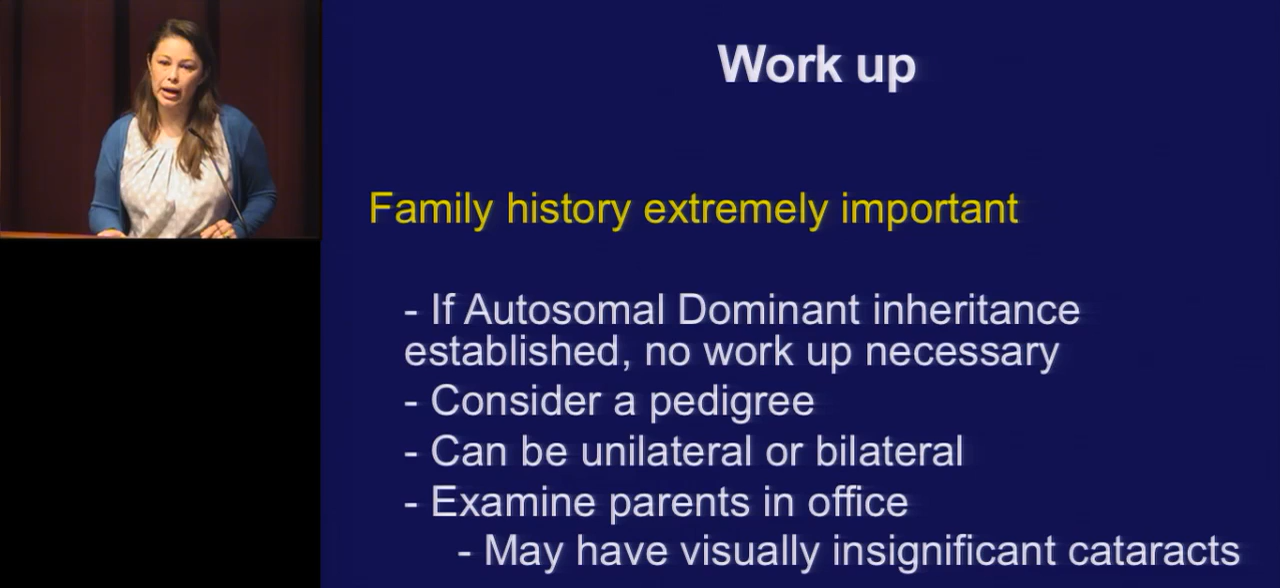 Work up
Family history extremely important
- If Autosomal Dominant inheritance
established, no work up necessary
- Consider a pedigree
- Can be unilateral or bilateral
- Examine parents in office
- May have visually insignificant cataracts